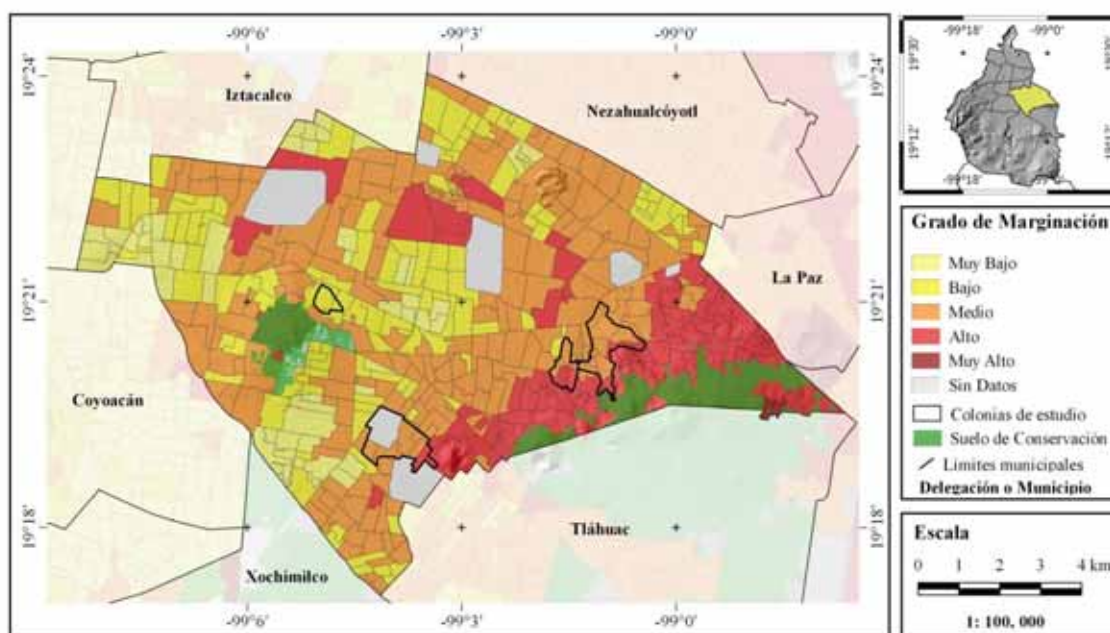 -99°6'
-99°3'
-99°0'
19°24'
19°21'
19°18'
Iztacalco
Nezahualcóyotl
La Paz
Coyoacán
Tláhuac
Xochimilco
19°24'
19°21'
19°18'
-99°6'
-99°3'
-99°0'
-99°18'
-99°0'
19°30'
19°12'
-99°18'
-99°0'
Grado de Marginación
Muy Bajo
Bajo
Medio
Alto
Muy Alto
Sin Datos
Colonias de estudio
Suelo de Conservación
Limites municipales
Delegación o Municipio
Escala
0 1 2 3 4 km
1: 100, 000